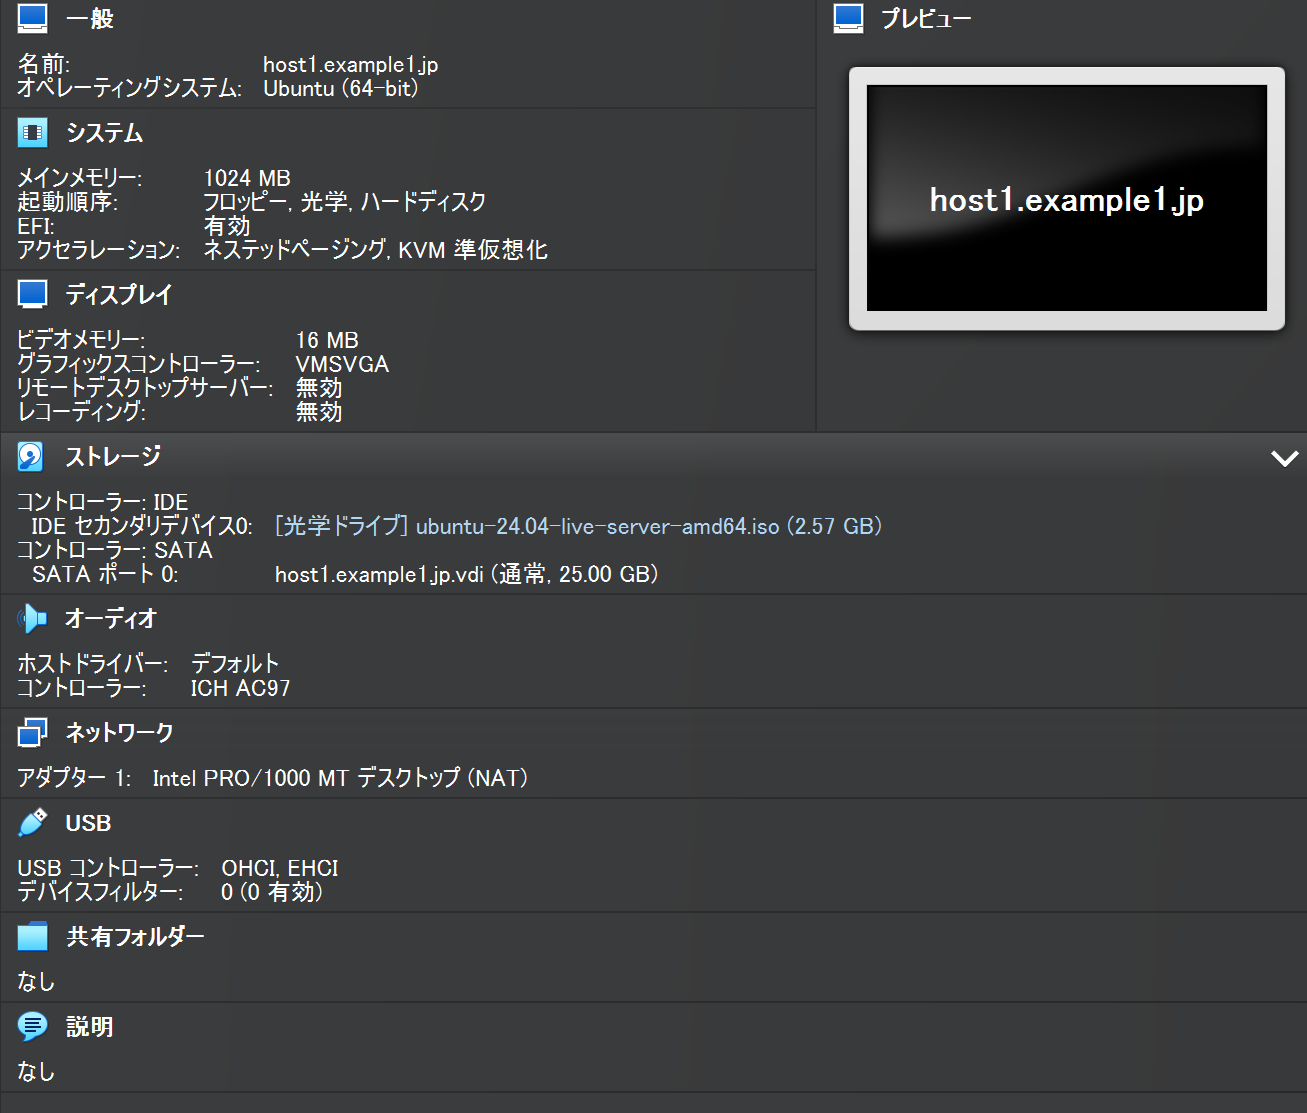 一般
名前: host1.example1.jp
オペレーティングシステム: Ubuntu (64-bit)
システム
メインメモリー: 1024 MB
起動順序: フロッピー, 光学, ハードディスク
EFI: 有効
アクセラレーション: ネステッドページング, KVM 準仮想化
ディスプレイ
ビデオメモリー: 16 MB
グラフィックスコントローラー: VMSVGA
リモートデスクトップサーバー: 無効
レコーディング: 無効
プレビュー
host1.example1.jp
ストレージ
コントローラー: IDE
IDE セカンダリデバイス0: [光学ドライブ] ubuntu-24.04-live-server-amd64.iso (2.57 GB)
コントローラー: SATA
SATA ポート 0: host1.example1.jp.vdi (通常, 25.00 GB)
オーディオ
ホストドライバー: デフォルト
コントローラー: ICH AC97
ネットワーク
アダプター 1: Intel PRO/1000 MT デスクトップ (NAT)
USB
USB コントローラー: OHCI, EHCI
デバイスフィルター: 0 (0 有効)
共有フォルダー
なし
説明
なし